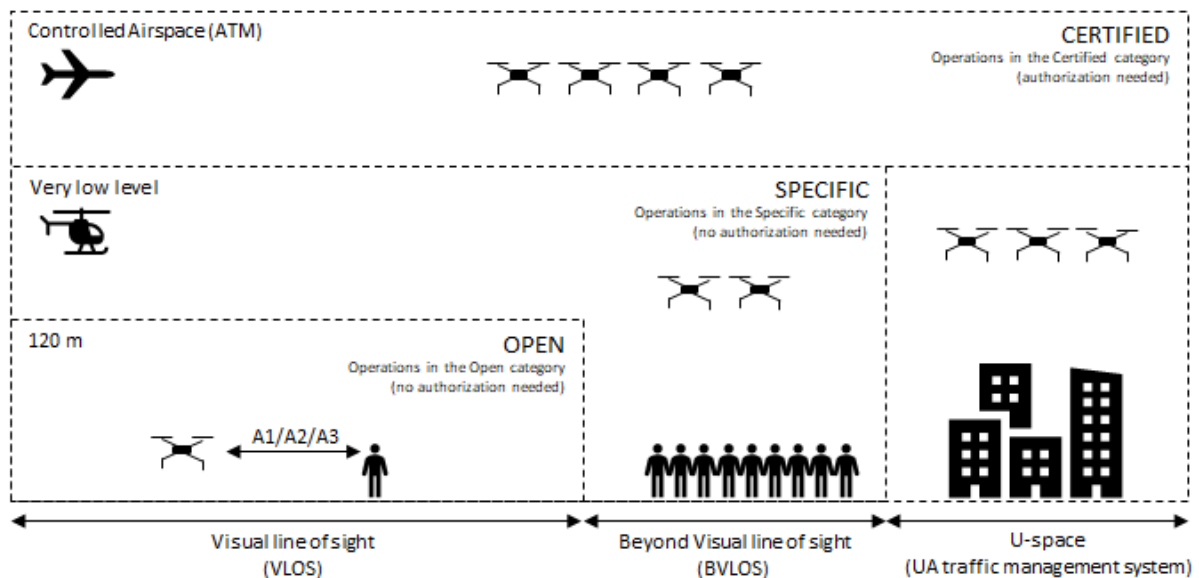 Controlled Airspace (ATM)
CERTIFIED
Operations in the Certified category
(authorization needed)
Very low level
SPECIFIC
Operations in the Specific category
(no authorization needed)
120 m
OPEN
Operations in the Open category
(no authorization needed)
A1/A2/A3
Visual line of sight
(VLOS)
Beyond Visual line of sight
(BVLOS)
U-space
(UA traffic management system)